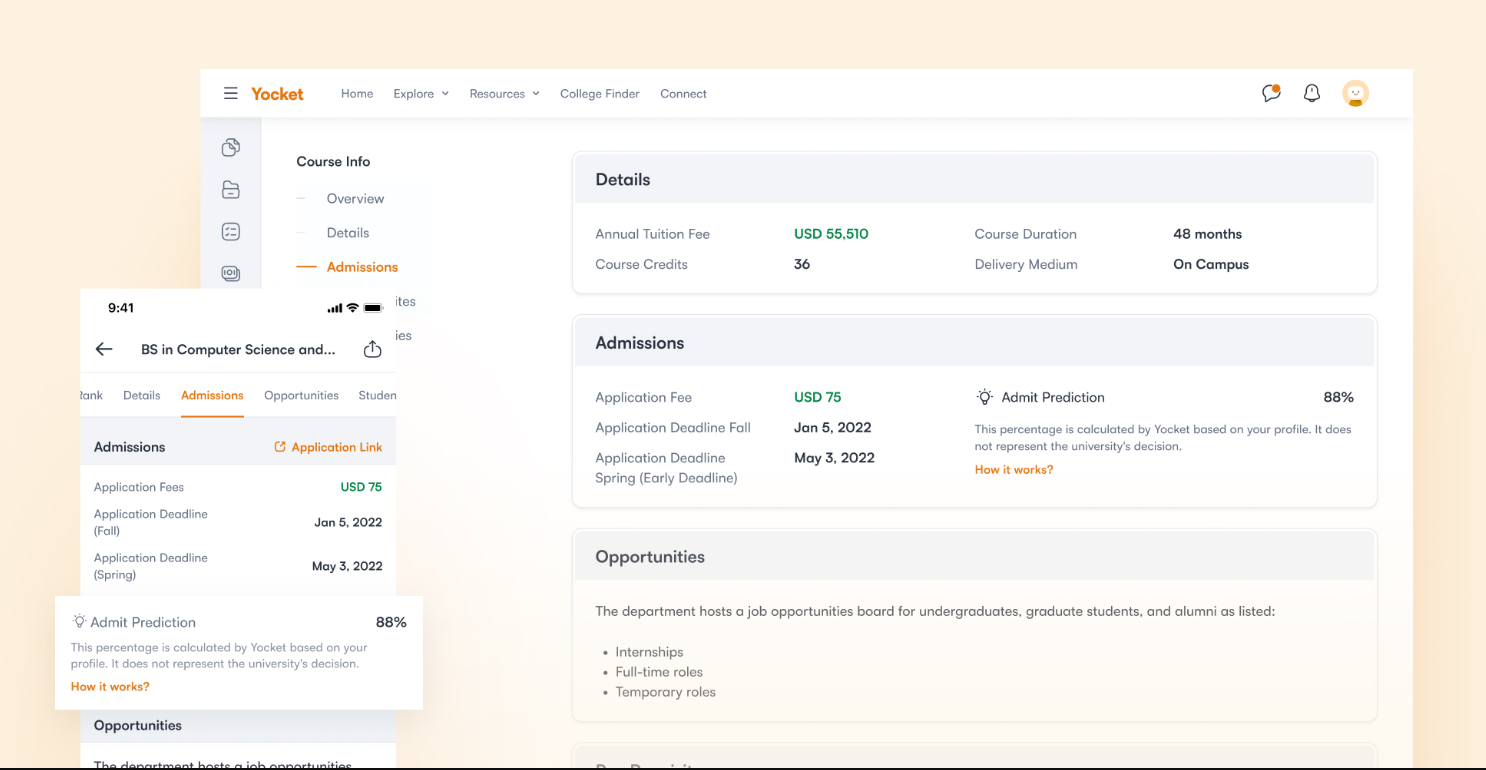 Yocket Home Explore Resources College Finder Connect
Course Info
Overview
Details
Admissions
ites
ies
Details
Annual Tuition Fee USD 55,510 Course Duration 48 months
Course Credits 36 Delivery Medium On Campus
Admissions
Application Fee USD 75 Admit Prediction 88%
Application Deadline Fall Jan 5, 2022
This percentage is calculated by Yocket based on your profile. It does
not represent the university's decision.
Application Deadline May 3, 2022
Spring (Early Deadline)
How it works?
Opportunities
The department hosts a job opportunities board for undergraduates, graduate students, and alumni as listed:
• Internships
• Full-time roles
• Temporary roles
9:41
BS in Computer Science and...
Rank Details Admissions Opportunities Studen
Admissions Application Link
Application Fees USD 75
Application Deadline
(Fall) Jan 5, 2022
Application Deadline
(Spring) May 3, 2022
Admit Prediction 88%
This percentage is calculated by Yocket based on your
profile. It does not represent the university's decision.
How it works?
Opportunities
The department hosts a job opportunities